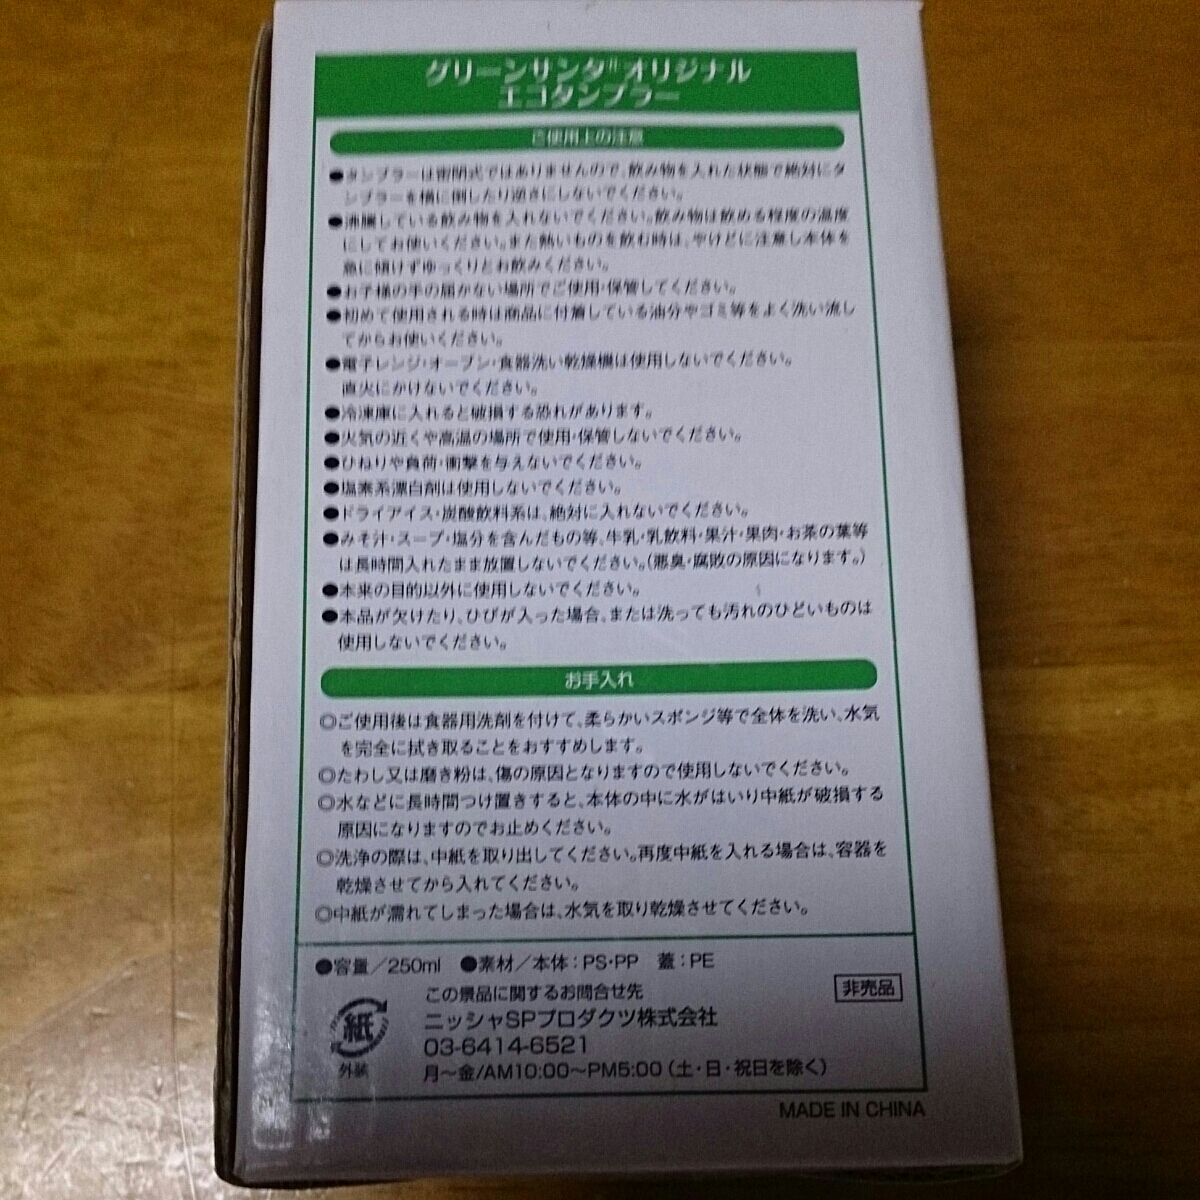 グリーンサンタ®オリジナル
エコタンブラー
ご使用上の注意
●タンブラーは密閉式ではありませんので、飲み物を入れた状態で絶対にタ
ンブラーを横に倒したり逆さにしないでください。
●沸騰している飲み物を入れないでください。飲み物は飲める程度の温度
にしてお使いください。また熱いものを飲む時は、やけどに注意し本体を
急に傾けずゆっくりとお飲みください。
●お子様の手の届かない場所でご使用・保管してください。
●初めて使用される時は商品に付着している油分やゴミ等をよく洗い流し
てからお使いください。
●電子レンジ・オーブン・食器洗い乾燥機は使用しないでください。
直火にかけないでください。
●冷凍庫に入れると破損する恐れがあります。
●火気の近くや高温の場所で使用・保管しないでください。
●ひねりや負荷・衝撃を与えないでください。
●塩素系漂白剤は使用しないでください。
●ドライアイス・炭酸飲料系は、絶対に入れないでください。
●みそ汁・スープ・塩分を含んだもの等、牛乳・乳飲料・果汁・果肉・お茶の葉等
は長時間入れたまま放置しないでください。(悪臭・腐敗の原因になります。)
●本来の目的以外に使用しないでください。
●本品が欠けたり、ひびが入った場合、または洗っても汚れのひどいものは
使用しないでください。
お手入れ
◎ご使用後は食器用洗剤を付けて、柔らかいスポンジ等で全体を洗い、水気
を完全に拭き取ることをおすすめします。
◎たわし又は磨き粉は、傷の原因となりますので使用しないでください。
◎水などに長時間つけ置きすると、本体の中に水がはいり中紙が破損する
原因になりますのでお止めください。
◎洗浄の際は、中紙を取り出してください。再度中紙を入れる場合は、容器を
乾燥させてから入れてください。
◎中紙が濡れてしまった場合は、水気を取り乾燥させてください。
●容量/250ml ●素材/本体:PS・PP 蓋:PE
この景品に関するお問合せ先
非売品
ニッシャSPプロダクツ株式会社
紙
03-6414-6521
外装
月〜金/AM10:00〜PM5:00(土・日・祝日を除く)
MADE IN CHINA